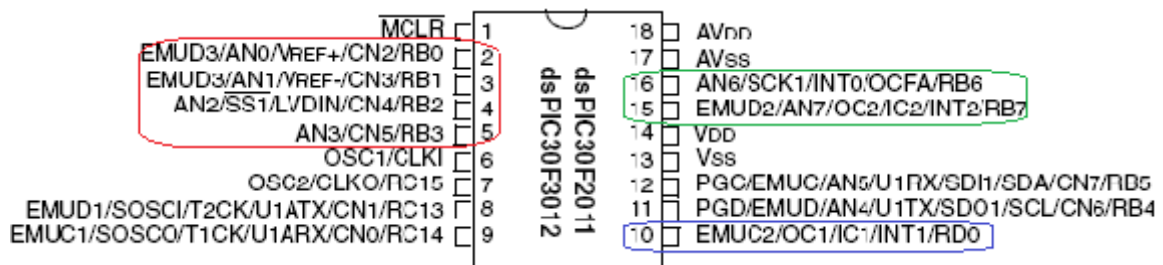 MCLR 1
EMUD3/AN0/VREF+/CN2/RB0 2
EMUD3/AN1/VREF-/CN3/RB1 3
AN2/SS1/LVDIN/CN4/RB2 4
AN3/CN5/RB3 5
OSC1/CLKI 6
OSC2/CLKO/RC15 7
EMUD1/SOSCI/T2CK/U1ATX/CN1/RC13 8
EMUC1/SOSCO/T1CK/U1ARX/CN0/RC14 9
dsPIC30F3012
dsPIC30F2011
18 AVDD
17 AVSS
16 AN6/SCK1/INT0/OCFA/RB6
15 EMUD2/AN7/OC2/IC2/INT2/RB7
14 VDD
13 VSS
12 PGC/EMUC/AN5/U1RX/SDI1/SDA/CN7/RB5
11 PGD/EMUD/AN4/U1TX/SDO1/SCL/CN6/RB4
10 EMUC2/OC1/IC1/INT1/RD0